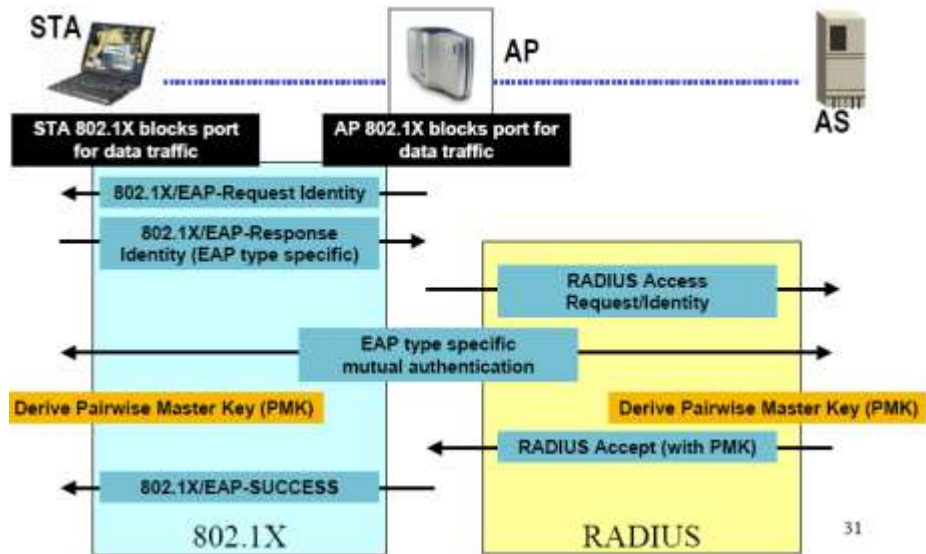 STA
AP
AS
STA 802.1X blocks port
for data traffic
AP 802.1X blocks port for
data traffic
802.1X/EAP-Request Identity
802.1X/EAP-Response
Identity (EAP type specific)
RADIUS Access
Request/Identity
EAP type specific
mutual authentication
Derive Pairwise Master Key (PMK)
Derive Pairwise Master Key (PMK)
RADIUS Accept (with PMK)
802.1X/EAP-SUCCESS
802.1X
RADIUS
31